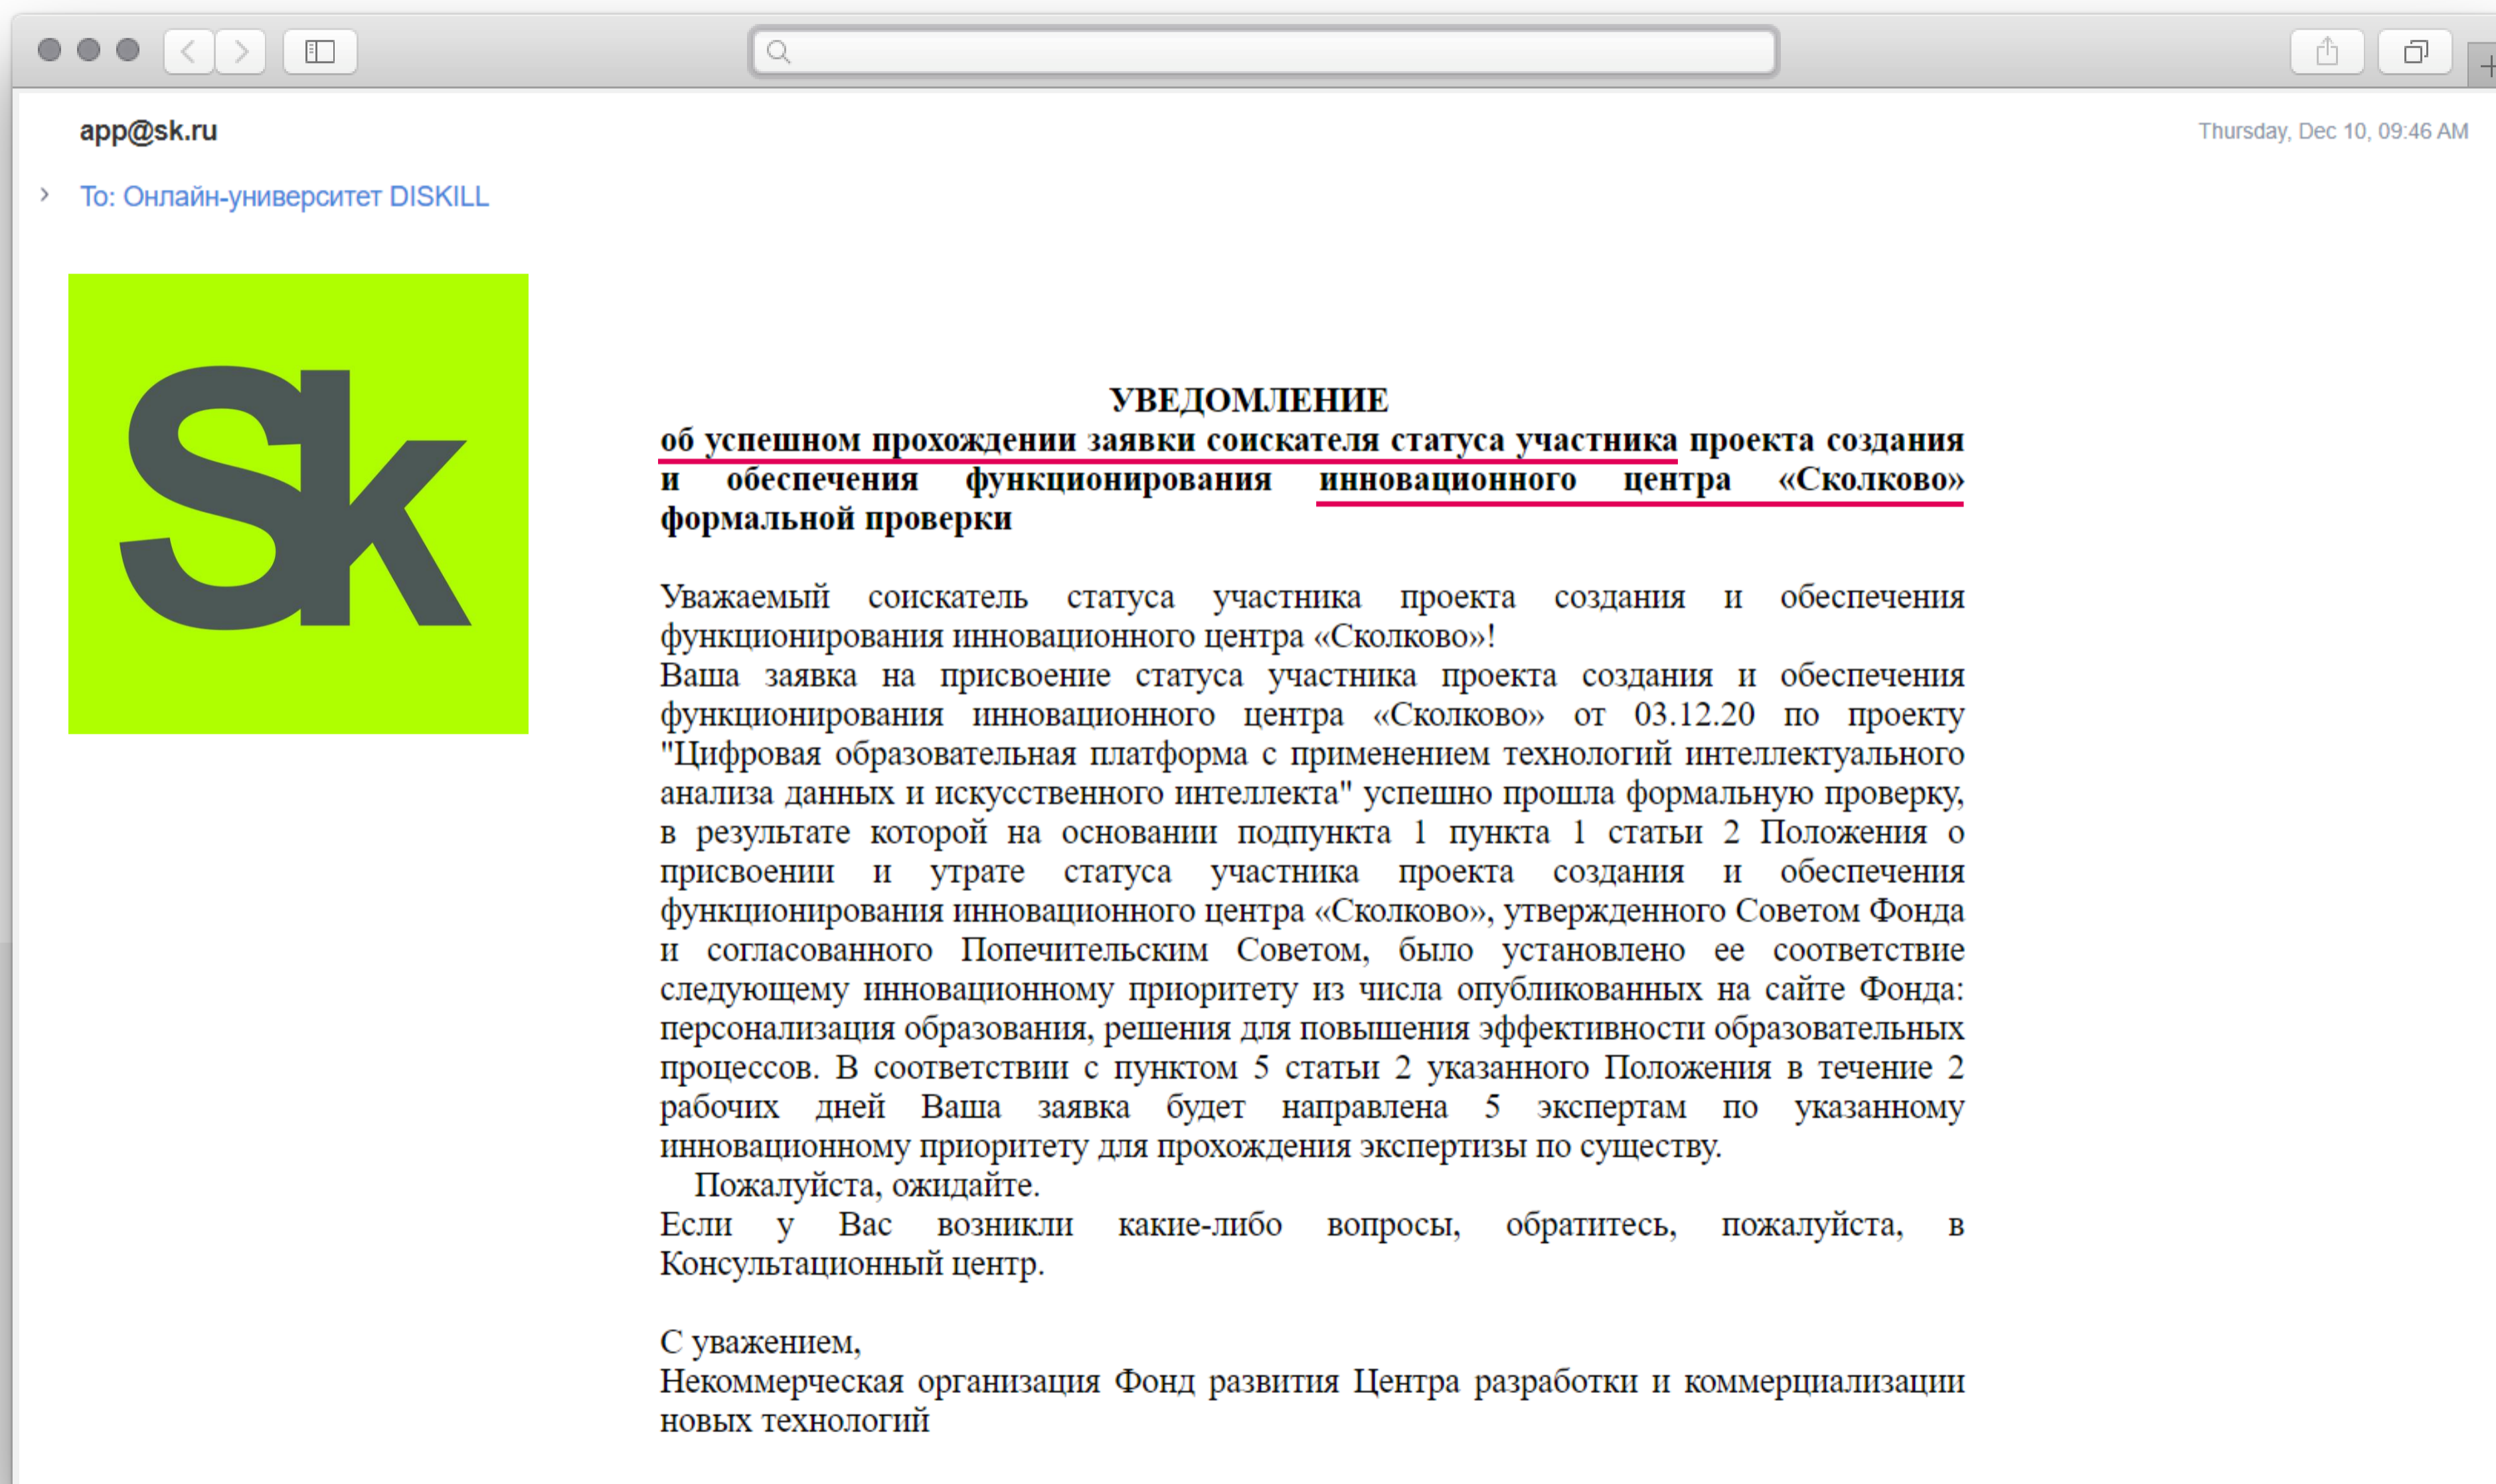 app@sk.ru
Thursday, Dec 10, 09:46 AM
To: Онлайн-университет DISKILL
Sk
УВЕДОМЛЕНИЕ
об успешном прохождении заявки соискателя статуса участника проекта создания
и обеспечения функционирования инновационного центра «Сколково»
формальной проверки
Уважаемый соискатель статуса участника проекта создания и обеспечения
функционирования инновационного центра «Сколково»!
Ваша заявка на присвоение статуса участника проекта создания и обеспечения
функционирования инновационного центра «Сколково» от 03.12.20 по проекту
"Цифровая образовательная платформа с применением технологий интеллектуального
анализа данных и искусственного интеллекта" успешно прошла формальную проверку,
в результате которой на основании подпункта 1 пункта 1 статьи 2 Положения о
присвоении и утрате статуса участника проекта создания и обеспечения
функционирования инновационного центра «Сколково», утвержденного Советом Фонда
и согласованного Попечительским Советом, было установлено ее соответствие
следующему инновационному приоритету из числа опубликованных на сайте Фонда:
персонализация образования, решения для повышения эффективности образовательных
процессов. В соответствии с пунктом 5 статьи 2 указанного Положения в течение 2
рабочих дней Ваша заявка будет направлена 5 экспертам по указанному
инновационному приоритету для прохождения экспертизы по существу.
Пожалуйста, ожидайте.
Если у Вас возникли какие-либо вопросы, обратитесь, пожалуйста, в
Консультационный центр.
С уважением,
Некоммерческая организация Фонд развития Центра разработки и коммерциализации
новых технологий